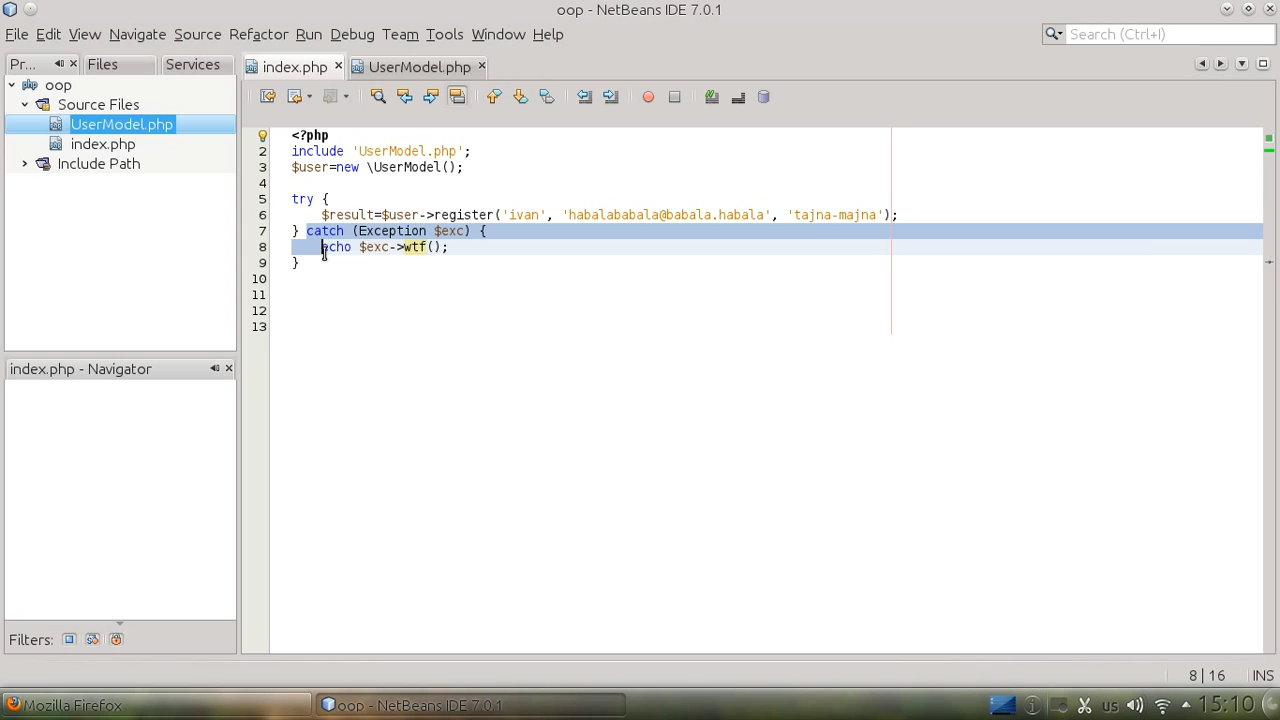 oop - NetBeans IDE 7.0.1
File Edit View Navigate Source Refactor Run Debug Team Tools Window Help
Search (Ctrl+I)
Pr... Files Services
index.php UserModel.php
php oop
Source Files
UserModel.php
index.php
Include Path
<?php
2 include 'UserModel.php';
3 $user=new \UserModel();
4
5 try {
6 $result=$user->register('ivan', 'habalababala@babala.habala', 'tajna-majna');
7 } catch (Exception $exc) {
8 echo $exc->wtf();
9 }
10
11
12
13
index.php - Navigator
Filters:
8 | 16 INS
Mozilla Firefox oop - NetBeans IDE 7.0.1 us 15:10